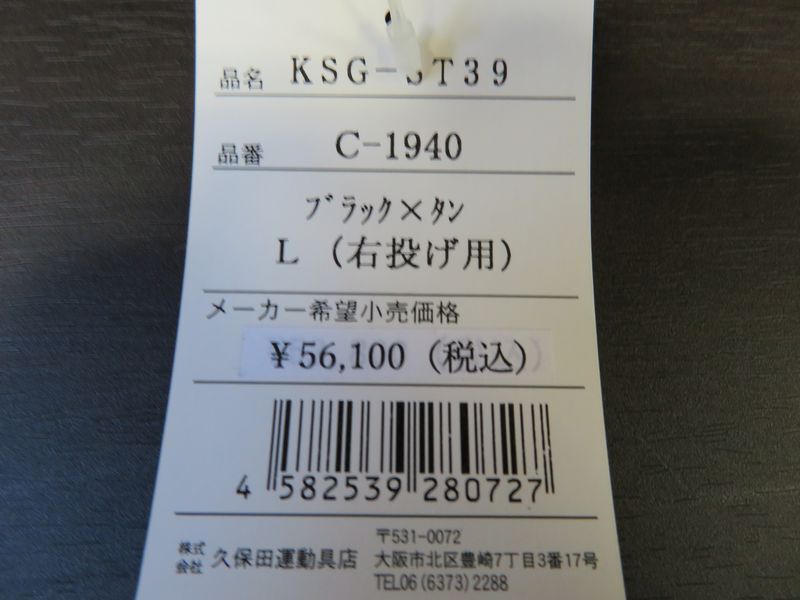 品名 KSG-ST39
品番 C-1940
ブラック×タン
L (右投げ用)
メーカー希望小売価格
¥56,100 (税込)
4 582539 280727
株式会社 久保田運動具店
〒531-0072
大阪市北区豊崎7丁目3番17号
TEL06(6373)2288